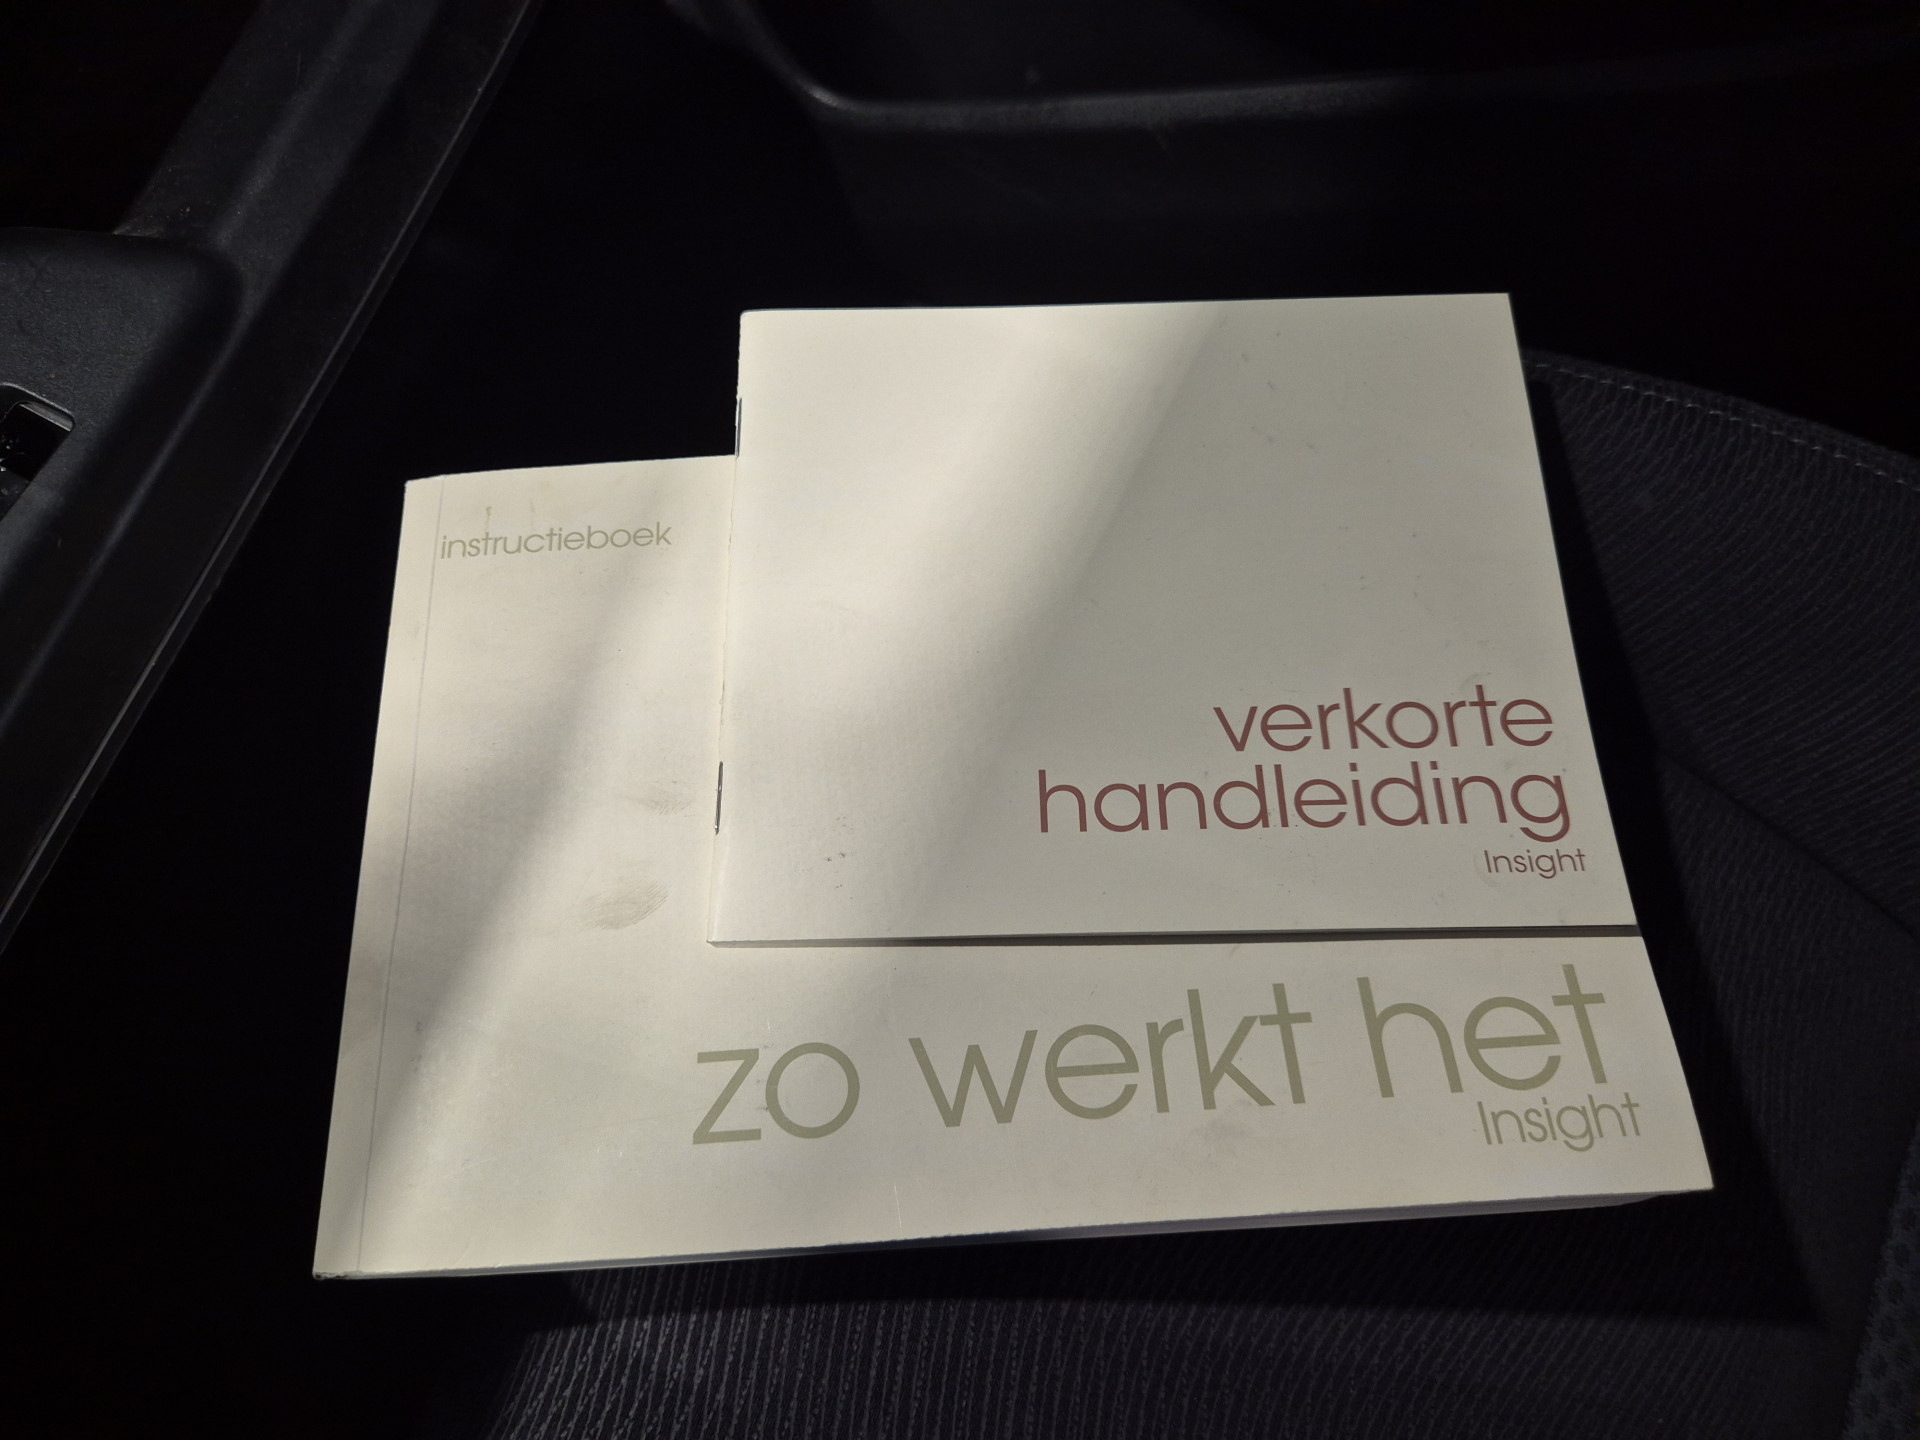 instructieboek
verkorte
handleiding
Insight
zo werkt het
Insight